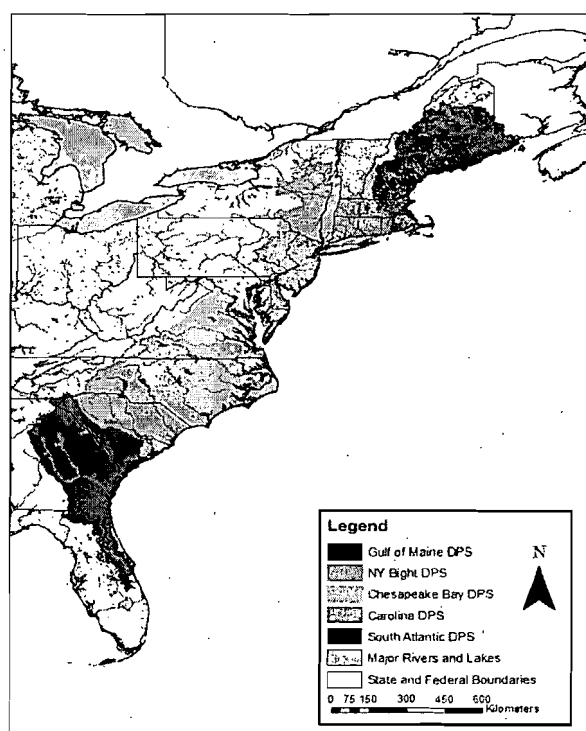 Legend
Gulf of Maine DPS
N
NY Bight DPS
Chesapeake Bay DPS
Carolina DPS
South Atlantic DPS
Major Rivers and Lakes
State and Federal Boundaries
0 75 150 300 450 600
Kilometers